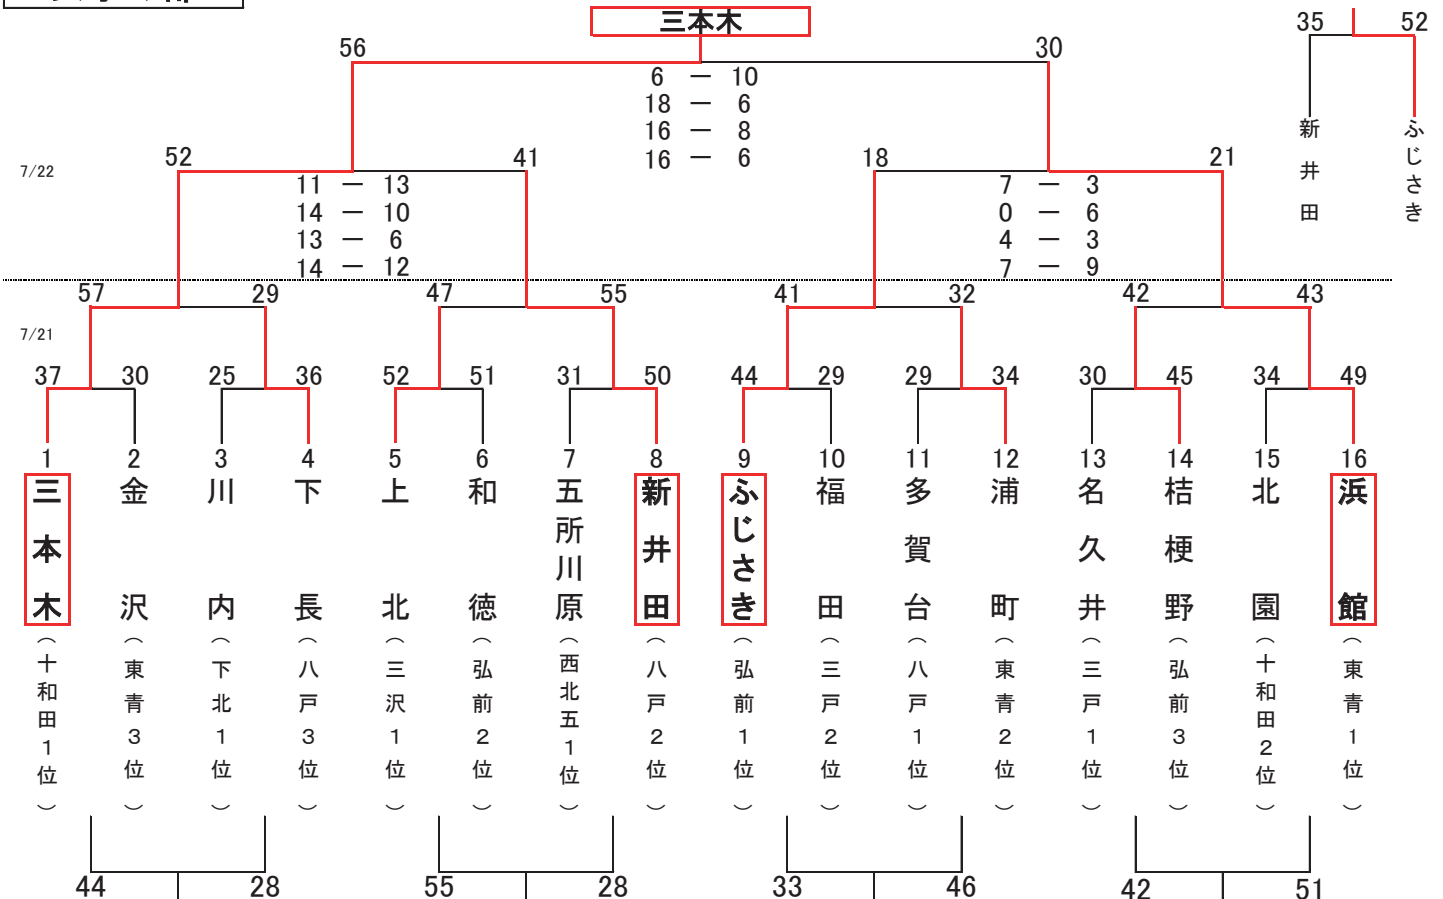 三本木
56 30
35 52
6 － 10
18 － 6
16 － 8
16 － 6
新井田
ふじさき
7/22
52 41 18 21
11 － 13
14 － 10
13 － 6
14 － 12
7 － 3
0 － 6
4 － 3
7 － 9
57 29 47 55 41 32 42 43
7/21
37 30 25 36 52 51 31 50 44 29 29 34 30 45 34 49
1 三本木（十和田１位）
2 金沢（東青３位）
3 川内（下北１位）
4 下長（八戸３位）
5 上北（三沢１位）
6 和徳（弘前２位）
7 五所川原（西北五１位）
8 新井田（八戸２位）
9 ふじさき（弘前１位）
10 福田（三戸２位）
11 多賀台（八戸１位）
12 浦町（東青２位）
13 名久井（三戸１位）
14 桔梗野（弘前３位）
15 北園（十和田２位）
16 浜館（東青１位）
44 28 55 28 33 46 42 51